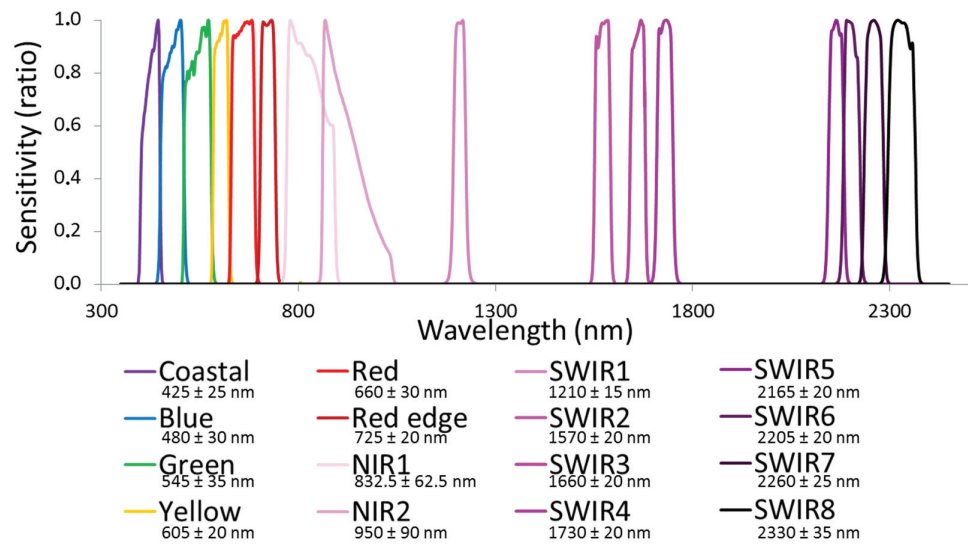 Sensitivity (ratio)
1.0
0.8
0.6
0.4
0.2
0.0
300
800
1300
1800
2300
Wavelength (nm)
Coastal
425 ± 25 nm
Blue
480 ± 30 nm
Green
545 ± 35 nm
Yellow
605 ± 20 nm
Red
660 ± 30 nm
Red edge
725 ± 20 nm
NIR1
832.5 ± 62.5 nm
NIR2
950 ± 90 nm
SWIR1
1210 ± 15 nm
SWIR2
1570 ± 20 nm
SWIR3
1660 ± 20 nm
SWIR4
1730 ± 20 nm
SWIR5
2165 ± 20 nm
SWIR6
2205 ± 20 nm
SWIR7
2260 ± 25 nm
SWIR8
2330 ± 35 nm